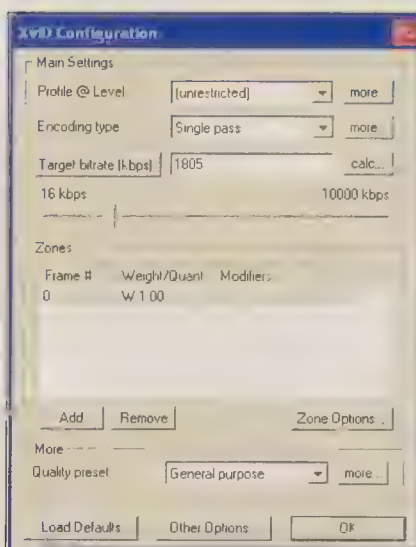 XviD Configuration
Main Settings
Profile @ Level (unrestricted) more
Encoding type Single pass more
Target bitrate (kbps) 1805 calc...
16 kbps 10000 kbps
Zones
Frame # Weight/Quant Modifiers
0 W 1.00
Add Remove Zone Options...
More
Quality preset General purpose more...
Load Defaults Other Options OK